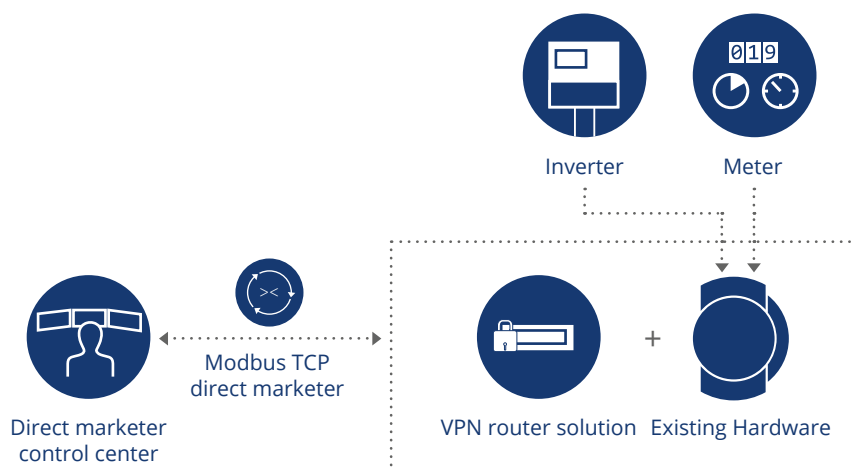 019
Inverter
Meter
><
Modbus TCP
direct marketer
+
Direct marketer
control center
VPN router solution
Existing Hardware